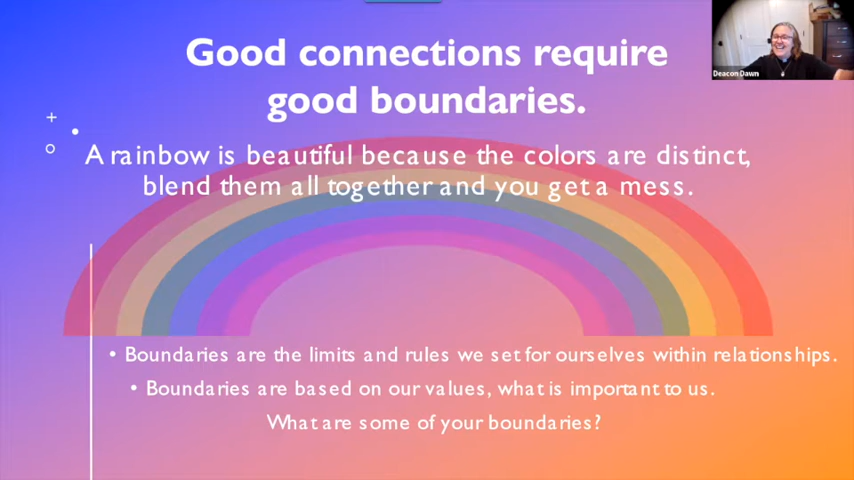 Good connections require
good boundaries.
Deacon Dawn
A rainbow is beautiful because the colors are distinct,
blend them all together and you get a mess.
• Boundaries are the limits and rules we set for ourselves within relationships.
• Boundaries are based on our values, what is important to us.
What are some of your boundaries?